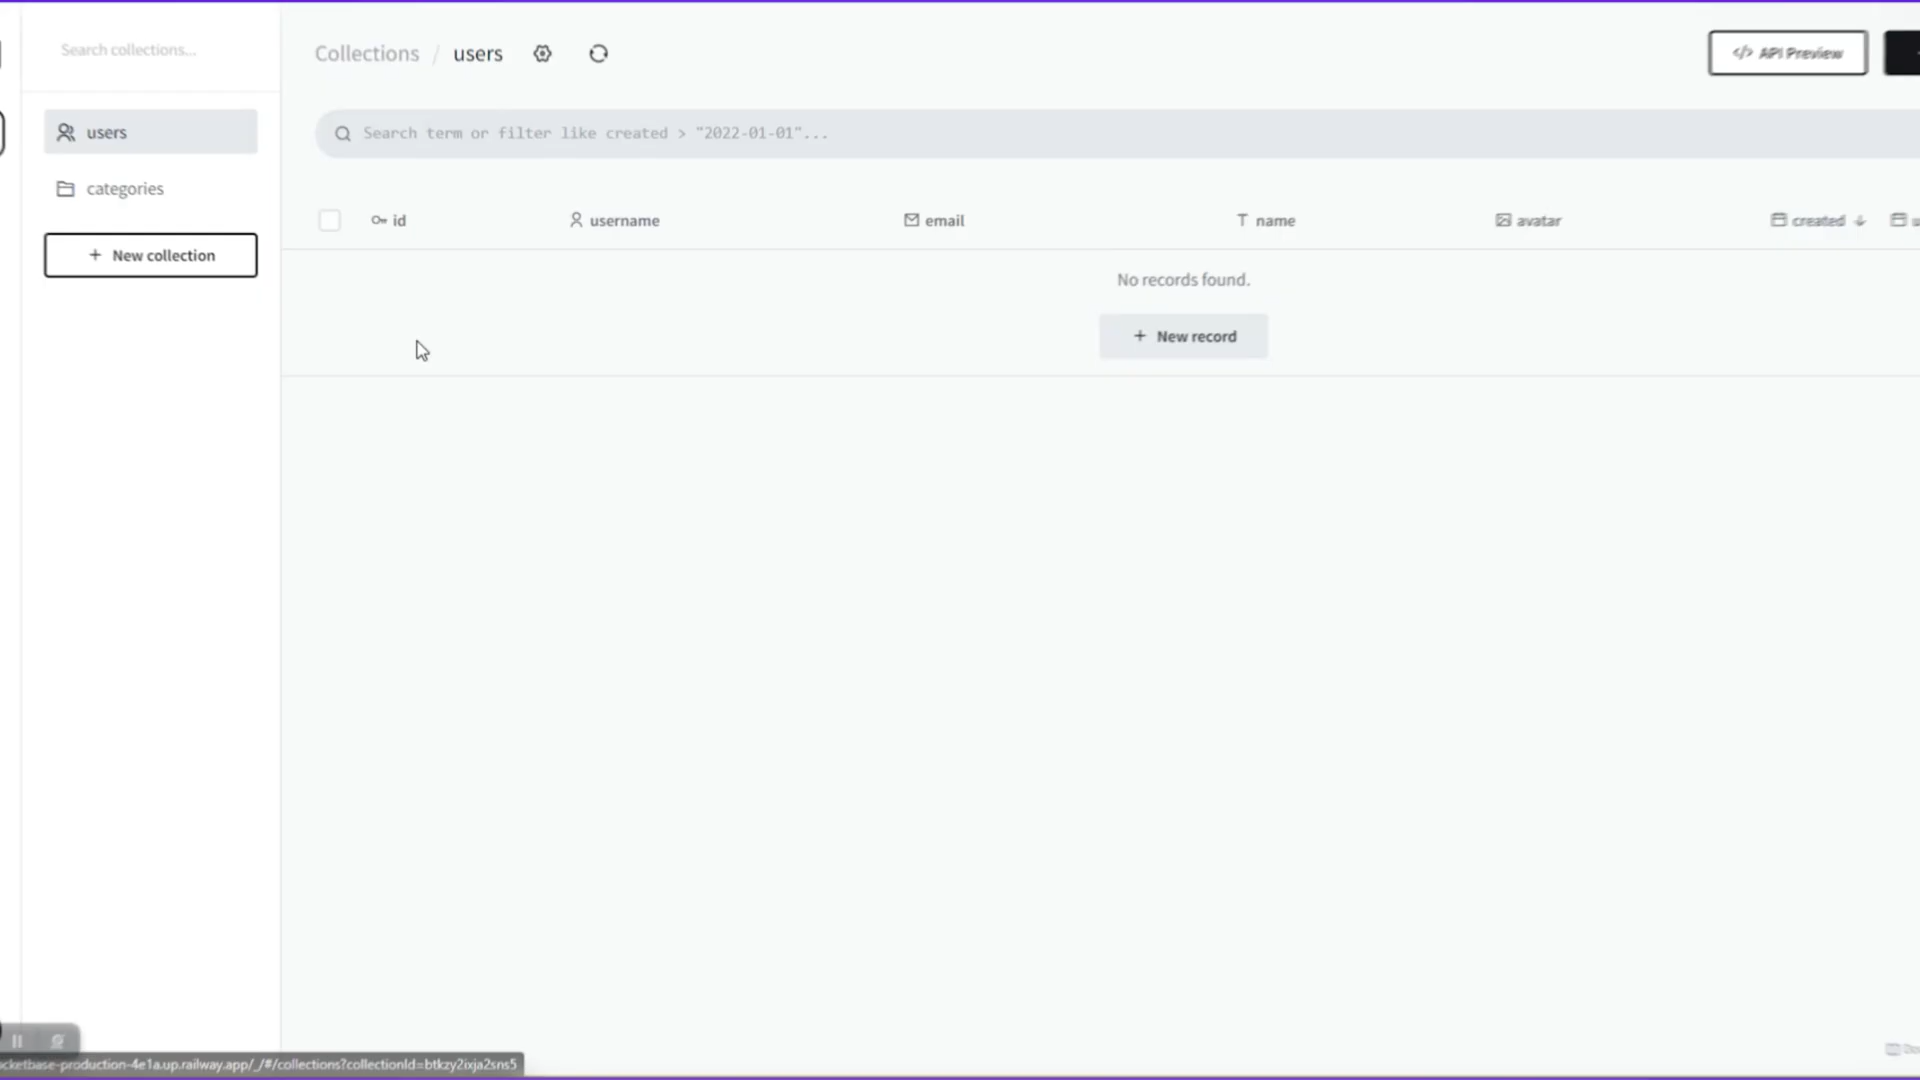 Search collections...
Collections / users
</> API Preview
users
Search term or filter like created > "2022-01-01"...
categories
id
username
email
name
avatar
created
+ New collection
No records found.
+ New record
ocketbase-production-4e1a.up.railway.app/_/#/collections?collectionId=btkzy2ixja2sns5